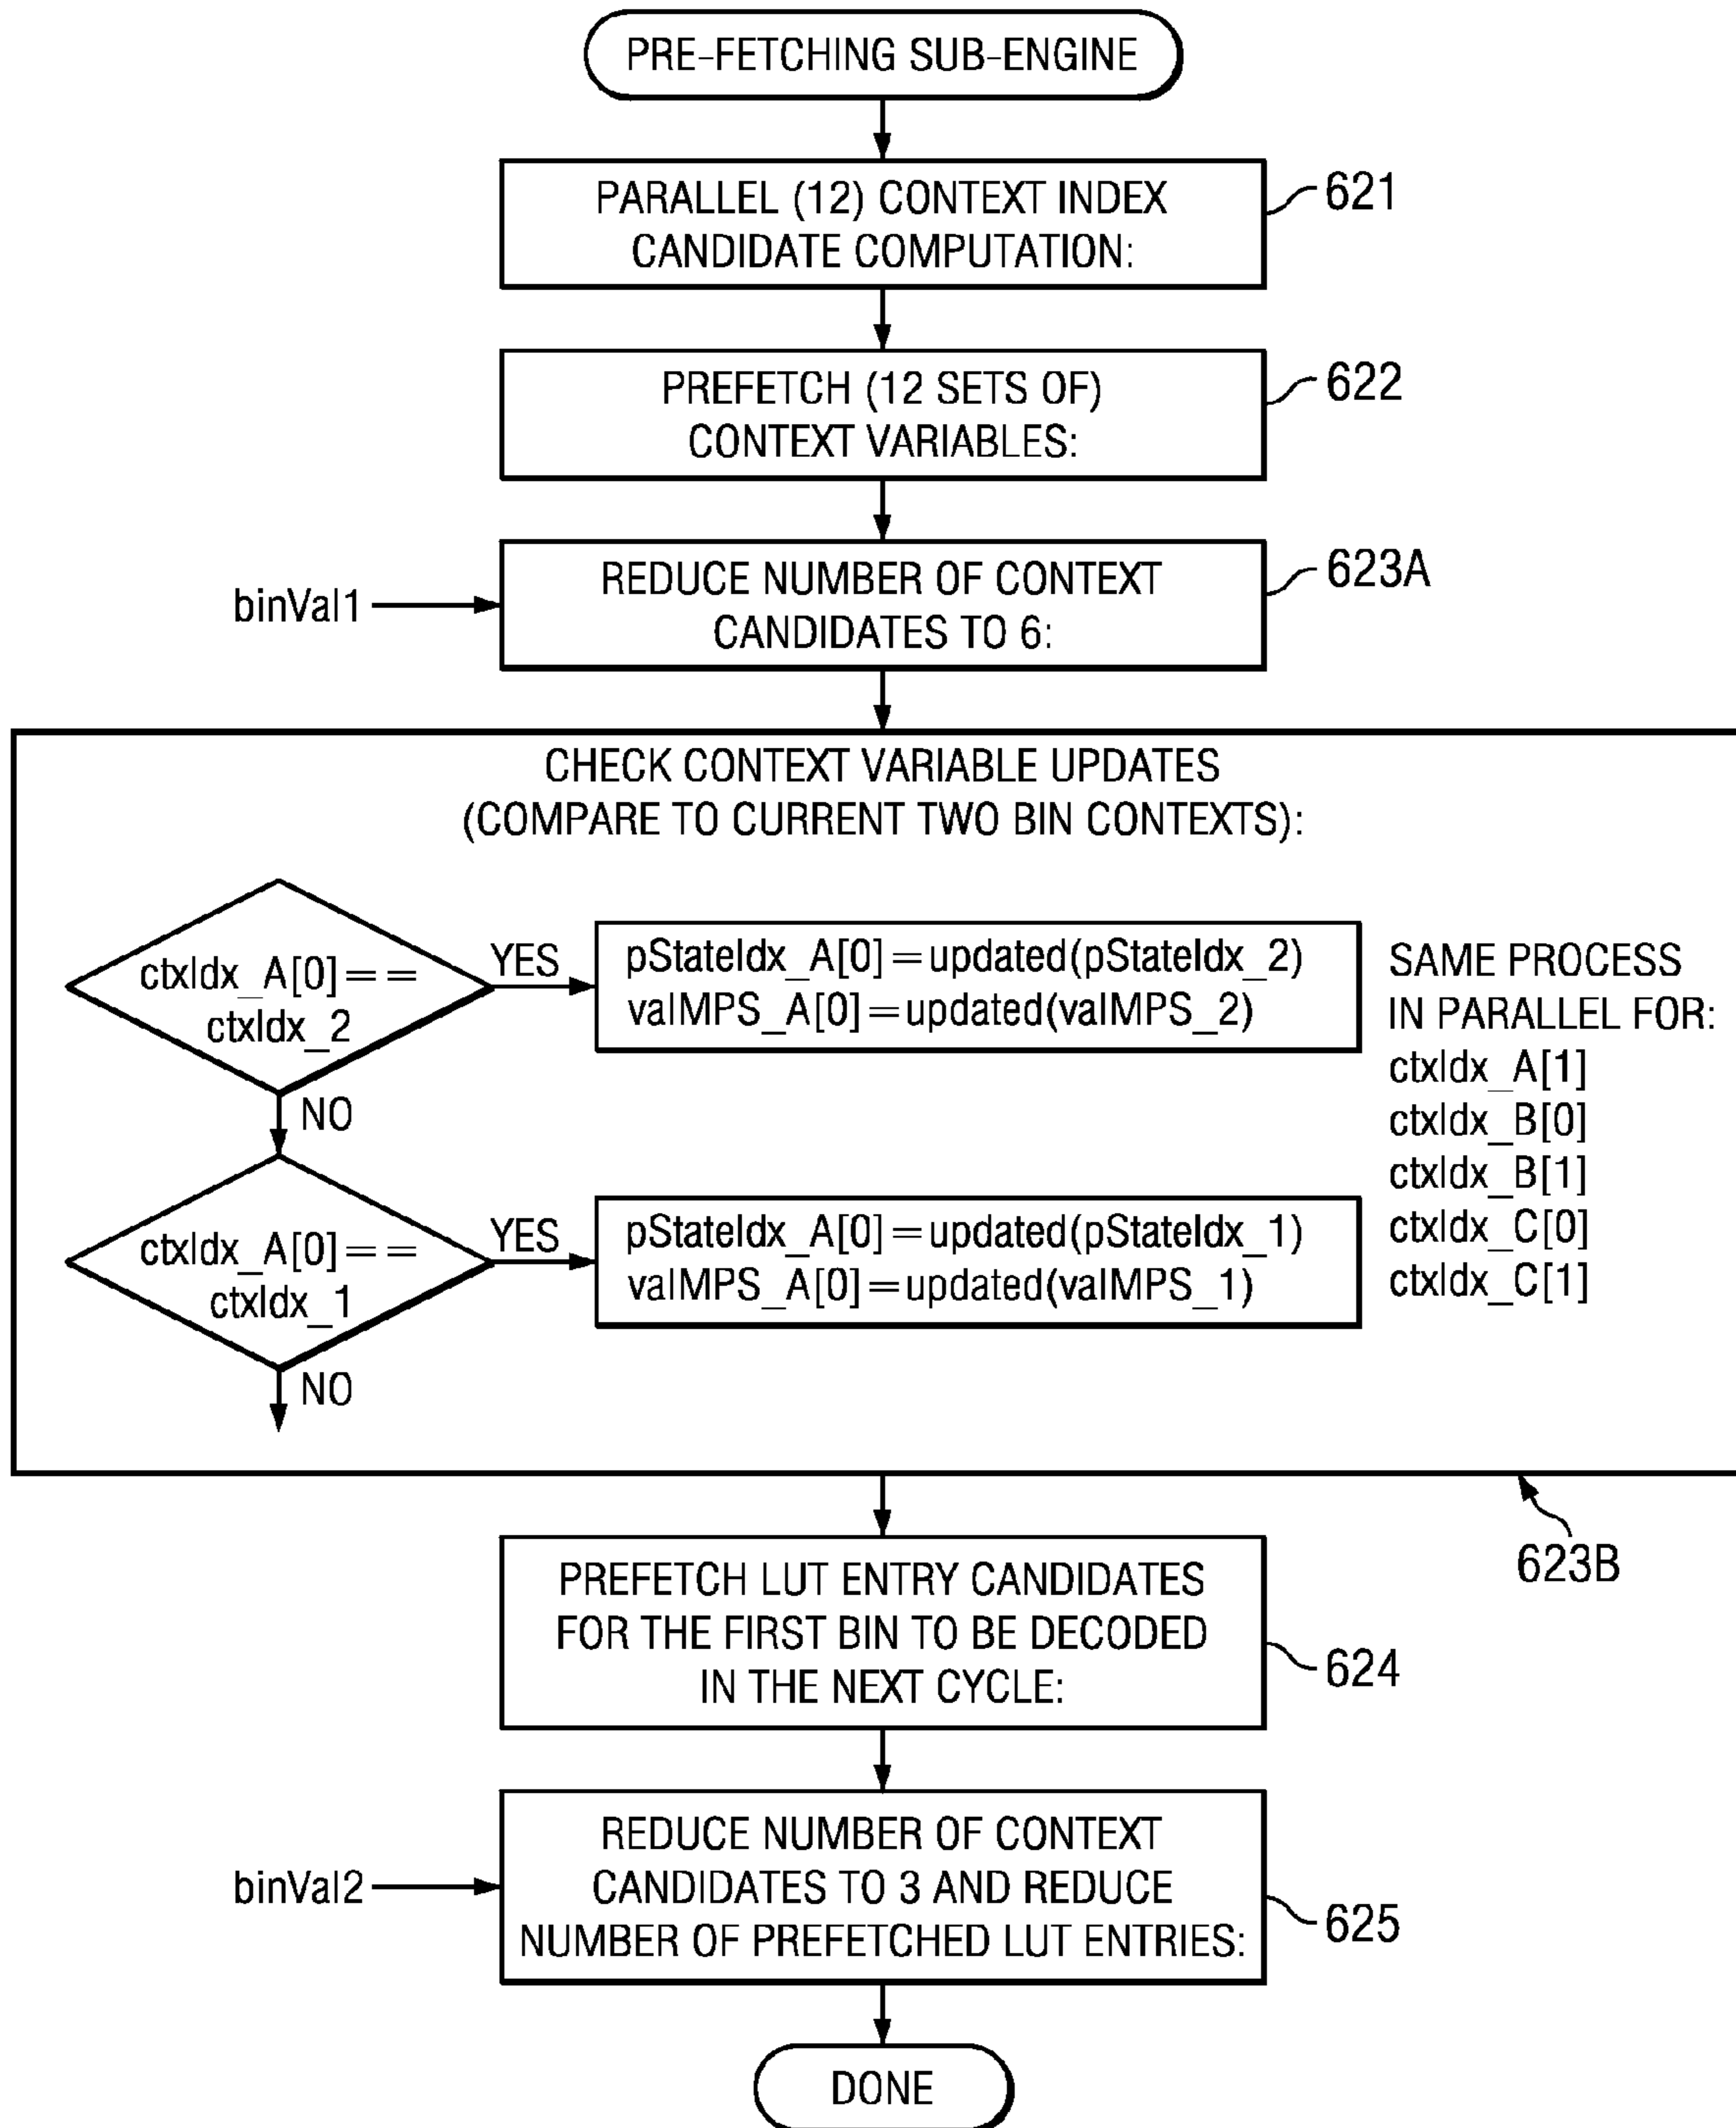 PRE-FETCHING SUB-ENGINE
PARALLEL (12) CONTEXT INDEX
CANDIDATE COMPUTATION:
621
PREFETCH (12 SETS OF)
CONTEXT VARIABLES:
622
binVal1
REDUCE NUMBER OF CONTEXT
CANDIDATES TO 6:
623A
CHECK CONTEXT VARIABLE UPDATES
(COMPARE TO CURRENT TWO BIN CONTEXTS):
ctxIdx_A[0]==
ctxIdx_2
YES
pStateIdx_A[0]=updated(pStateIdx_2)
valMPS_A[0]=updated(valMPS_2)
NO
ctxIdx_A[0]==
ctxIdx_1
YES
pStateIdx_A[0]=updated(pStateIdx_1)
valMPS_A[0]=updated(valMPS_1)
NO
SAME PROCESS
IN PARALLEL FOR:
ctxIdx_A[1]
ctxIdx_B[0]
ctxIdx_B[1]
ctxIdx_C[0]
ctxIdx_C[1]
623B
PREFETCH LUT ENTRY CANDIDATES
FOR THE FIRST BIN TO BE DECODED
IN THE NEXT CYCLE:
624
binVal2
REDUCE NUMBER OF CONTEXT
CANDIDATES TO 3 AND REDUCE
NUMBER OF PREFETCHED LUT ENTRIES:
625
DONE